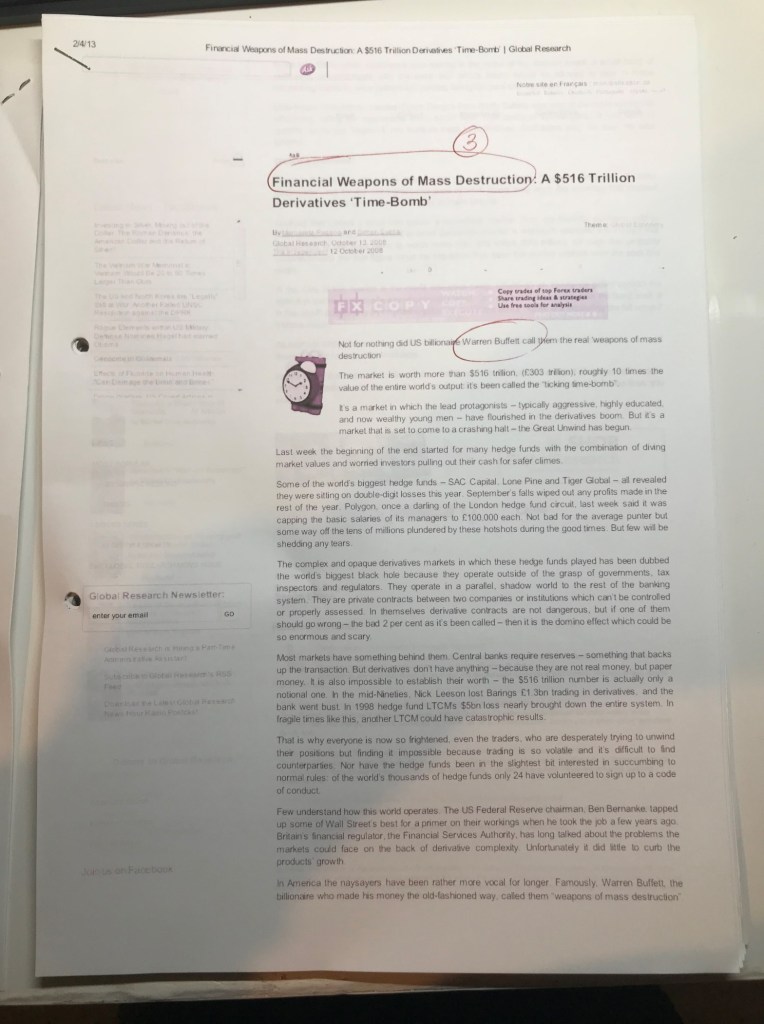 2/4/13
Financial Weapons of Mass Destruction: A $516 Trillion Derivatives 'Time-Bomb' | Global Research
Ask
Notre site en Français
3
Financial Weapons of Mass Destruction: A $516 Trillion
Derivatives 'Time-Bomb'
By and
Theme:
Global Research, October 13, 2008
12 October 2008
FX COPY
Copy trades of top Forex traders
Share trading ideas & strategies
Use free tools for analysis
Not for nothing did US billionaire Warren Buffett call them the real 'weapons of mass
destruction
The market is worth more than $516 trillion, (£303 trillion), roughly 10 times the
value of the entire world's output: it's been called the "ticking time-bomb".
It's a market in which the lead protagonists – typically aggressive, highly educated,
and now wealthy young men – have flourished in the derivatives boom. But it's a
market that is set to come to a crashing halt – the Great Unwind has begun.
Last week the beginning of the end started for many hedge funds with the combination of diving
market values and worried investors pulling out their cash for safer climes.
Some of the world's biggest hedge funds – SAC Capital, Lone Pine and Tiger Global – all revealed
they were sitting on double-digit losses this year. September's falls wiped out any profits made in the
rest of the year. Polygon, once a darling of the London hedge fund circuit, last week said it was
capping the basic salaries of its managers to £100,000 each. Not bad for the average punter but
some way off the tens of millions plundered by these hotshots during the good times. But few will be
shedding any tears.
The complex and opaque derivatives markets in which these hedge funds played has been dubbed
the world's biggest black hole because they operate outside of the grasp of governments, tax
inspectors and regulators. They operate in a parallel, shadow world to the rest of the banking
system. They are private contracts between two companies or institutions which can't be controlled
or properly assessed. In themselves derivative contracts are not dangerous, but if one of them
should go wrong – the bad 2 per cent as it's been called – then it is the domino effect which could be
so enormous and scary.
Most markets have something behind them. Central banks require reserves – something that backs
up the transaction. But derivatives don't have anything – because they are not real money, but paper
money. It is also impossible to establish their worth – the $516 trillion number is actually only a
notional one. In the mid-Nineties, Nick Leeson lost Barings £1.3bn trading in derivatives, and the
bank went bust. In 1998 hedge fund LTCM's $5bn loss nearly brought down the entire system. In
fragile times like this, another LTCM could have catastrophic results.
That is why everyone is now so frightened, even the traders, who are desperately trying to unwind
their positions but finding it impossible because trading is so volatile and it's difficult to find
counterparties. Nor have the hedge funds been in the slightest bit interested in succumbing to
normal rules: of the world's thousands of hedge funds only 24 have volunteered to sign up to a code
of conduct.
Few understand how this world operates. The US Federal Reserve chairman, Ben Bernanke, tapped
up some of Wall Street's best for a primer on their workings when he took the job a few years ago.
Britain's financial regulator, the Financial Services Authority, has long talked about the problems the
markets could face on the back of derivative complexity. Unfortunately it did little to curb the
products' growth.
In America the naysayers have been rather more vocal for longer. Famously, Warren Buffett, the
billionaire who made his money the old-fashioned way, called them "weapons of mass destruction"
Global Research Newsletter:
enter your email
GO
Join us on Facebook